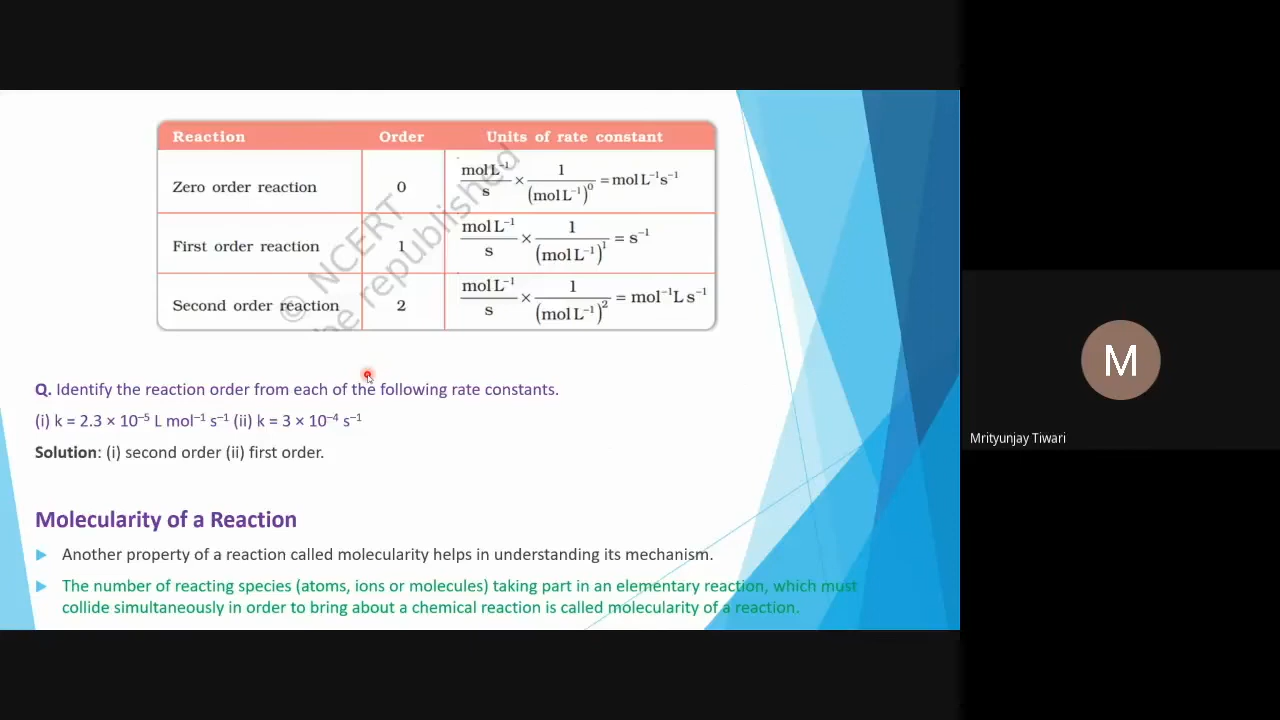 Reaction Order Units of rate constant
Zero order reaction 0 mol L⁻¹/s × 1/(mol L⁻¹)⁰ = mol L⁻¹s⁻¹
First order reaction 1 mol L⁻¹/s × 1/(mol L⁻¹)¹ = s⁻¹
Second order reaction 2 mol L⁻¹/s × 1/(mol L⁻¹)² = mol⁻¹L s⁻¹
© NCERT
be republished
Q. Identify the reaction order from each of the following rate constants.
(i) k = 2.3 × 10⁻⁵ L mol⁻¹ s⁻¹ (ii) k = 3 × 10⁻⁴ s⁻¹
Solution: (i) second order (ii) first order.
Molecularity of a Reaction
Another property of a reaction called molecularity helps in understanding its mechanism.
The number of reacting species (atoms, ions or molecules) taking part in an elementary reaction, which must
collide simultaneously in order to bring about a chemical reaction is called molecularity of a reaction.
M
Mrityunjay Tiwari